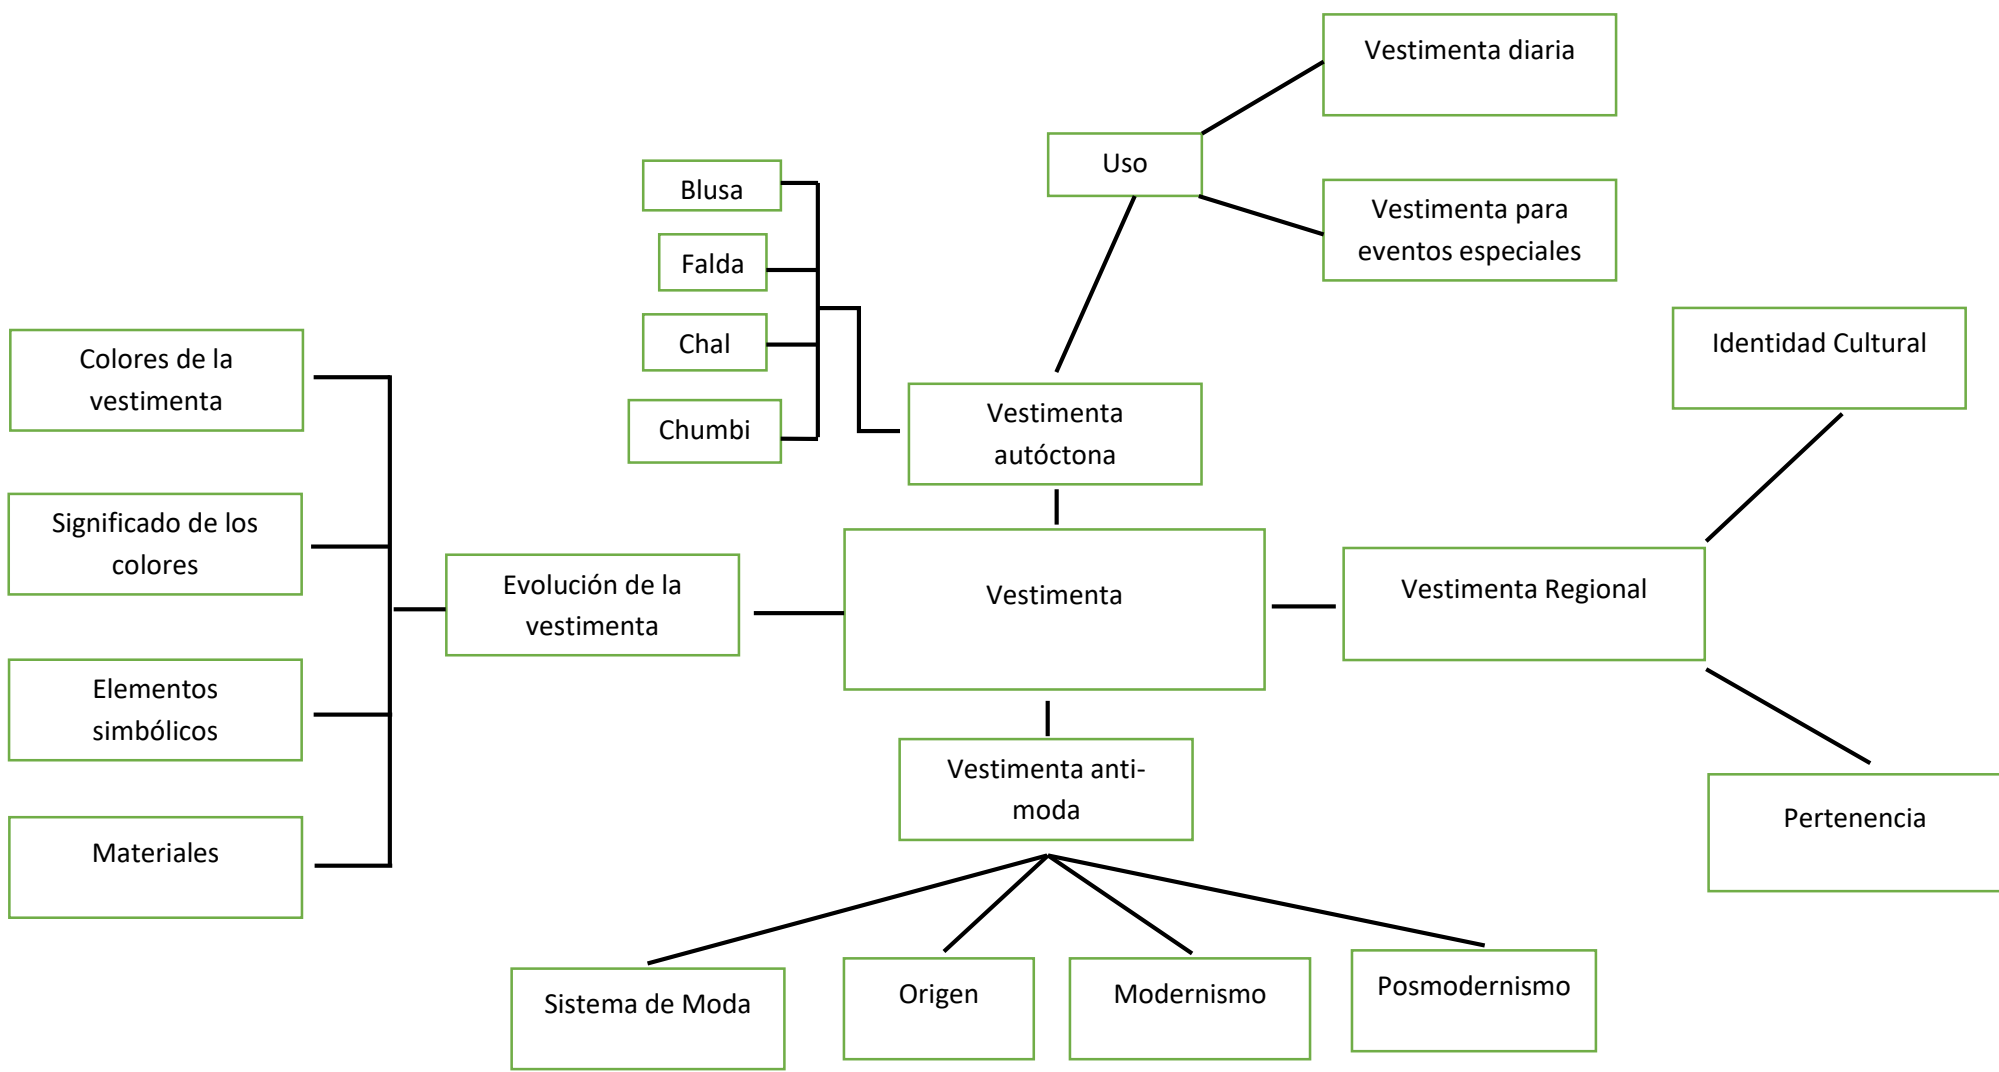 Vestimenta diaria
Uso
Vestimenta para
eventos especiales
Blusa
Falda
Chal
Chumbi
Identidad Cultural
Colores de la
vestimenta
Vestimenta
autóctona
Significado de los
colores
Evolución de la
vestimenta
Vestimenta
Vestimenta Regional
Elementos
simbólicos
Vestimenta anti-
moda
Materiales
Pertenencia
Sistema de Moda
Origen
Modernismo
Posmodernismo